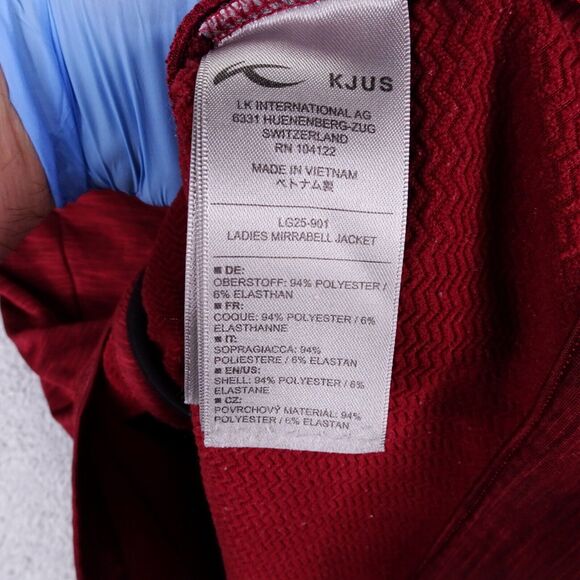 KJUS
LK INTERNATIONAL AG
6331 HUENENBERG-ZUG
SWITZERLAND
RN 104122
MADE IN VIETNAM
ベトナム製
LG25-901
LADIES MIRRABELL JACKET
■ DE:
OBERSTOFF: 94% POLYESTER /
6% ELASTHAN
■ FR:
COQUE: 94% POLYESTER / 6%
ELASTHANNE
■ IT:
SOPRAGIACCA: 94%
POLIESTERE / 6% ELASTAN
■ EN/US:
SHELL: 94% POLYESTER / 6%
ELASTANE
■ CZ:
POVRCHOVÝ MATERIÁL: 94%
POLYESTER / 6% ELASTAN